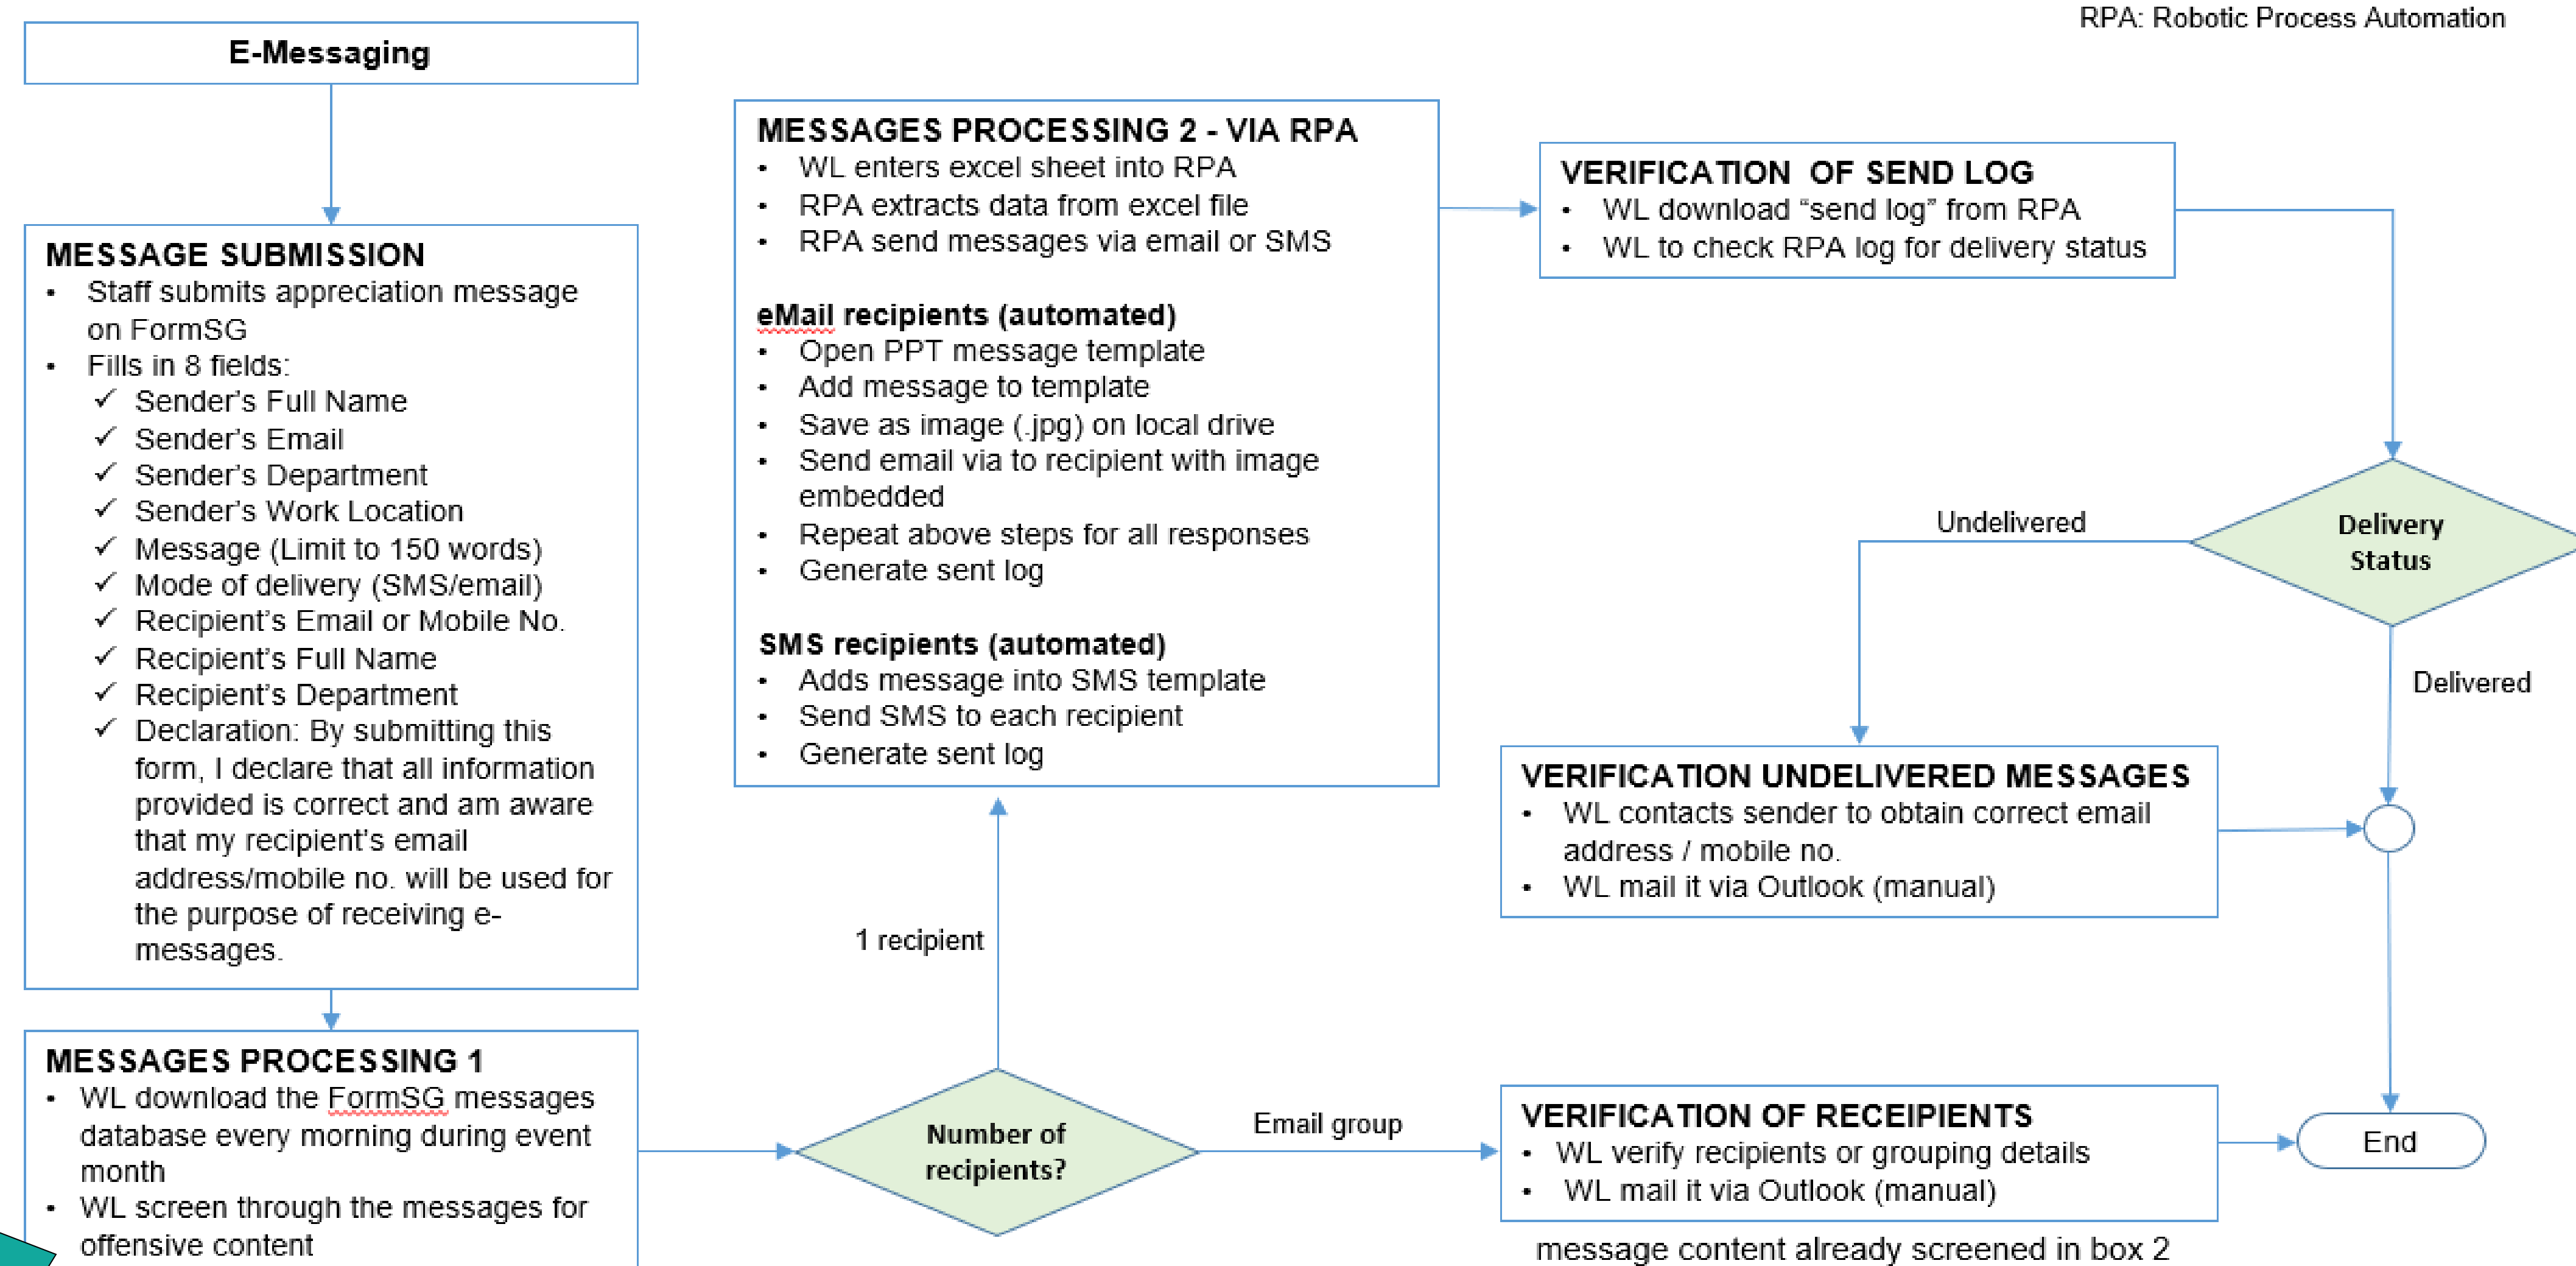 RPA: Robotic Process Automation
E-Messaging
MESSAGE SUBMISSION
• Staff submits appreciation message
on FormSG
• Fills in 8 fields:
✓ Sender's Full Name
✓ Sender's Email
✓ Sender's Department
✓ Sender's Work Location
✓ Message (Limit to 150 words)
✓ Mode of delivery (SMS/email)
✓ Recipient's Email or Mobile No.
✓ Recipient's Full Name
✓ Recipient's Department
✓ Declaration: By submitting this
form, I declare that all information
provided is correct and am aware
that my recipient's email
address/mobile no. will be used for
the purpose of receiving e-
messages.
MESSAGES PROCESSING 1
• WL download the FormSG messages
database every morning during event
month
• WL screen through the messages for
offensive content
Number of
recipients?
1 recipient
Email group
MESSAGES PROCESSING 2 - VIA RPA
• WL enters excel sheet into RPA
• RPA extracts data from excel file
• RPA send messages via email or SMS
eMail recipients (automated)
• Open PPT message template
• Add message to template
• Save as image (.jpg) on local drive
• Send email via to recipient with image
embedded
• Repeat above steps for all responses
• Generate sent log
SMS recipients (automated)
• Adds message into SMS template
• Send SMS to each recipient
• Generate sent log
VERIFICATION OF SEND LOG
• WL download “send log” from RPA
• WL to check RPA log for delivery status
Delivery
Status
Undelivered
Delivered
VERIFICATION UNDELIVERED MESSAGES
• WL contacts sender to obtain correct email
address / mobile no.
• WL mail it via Outlook (manual)
VERIFICATION OF RECEIPIENTS
• WL verify recipients or grouping details
• WL mail it via Outlook (manual)
message content already screened in box 2
End